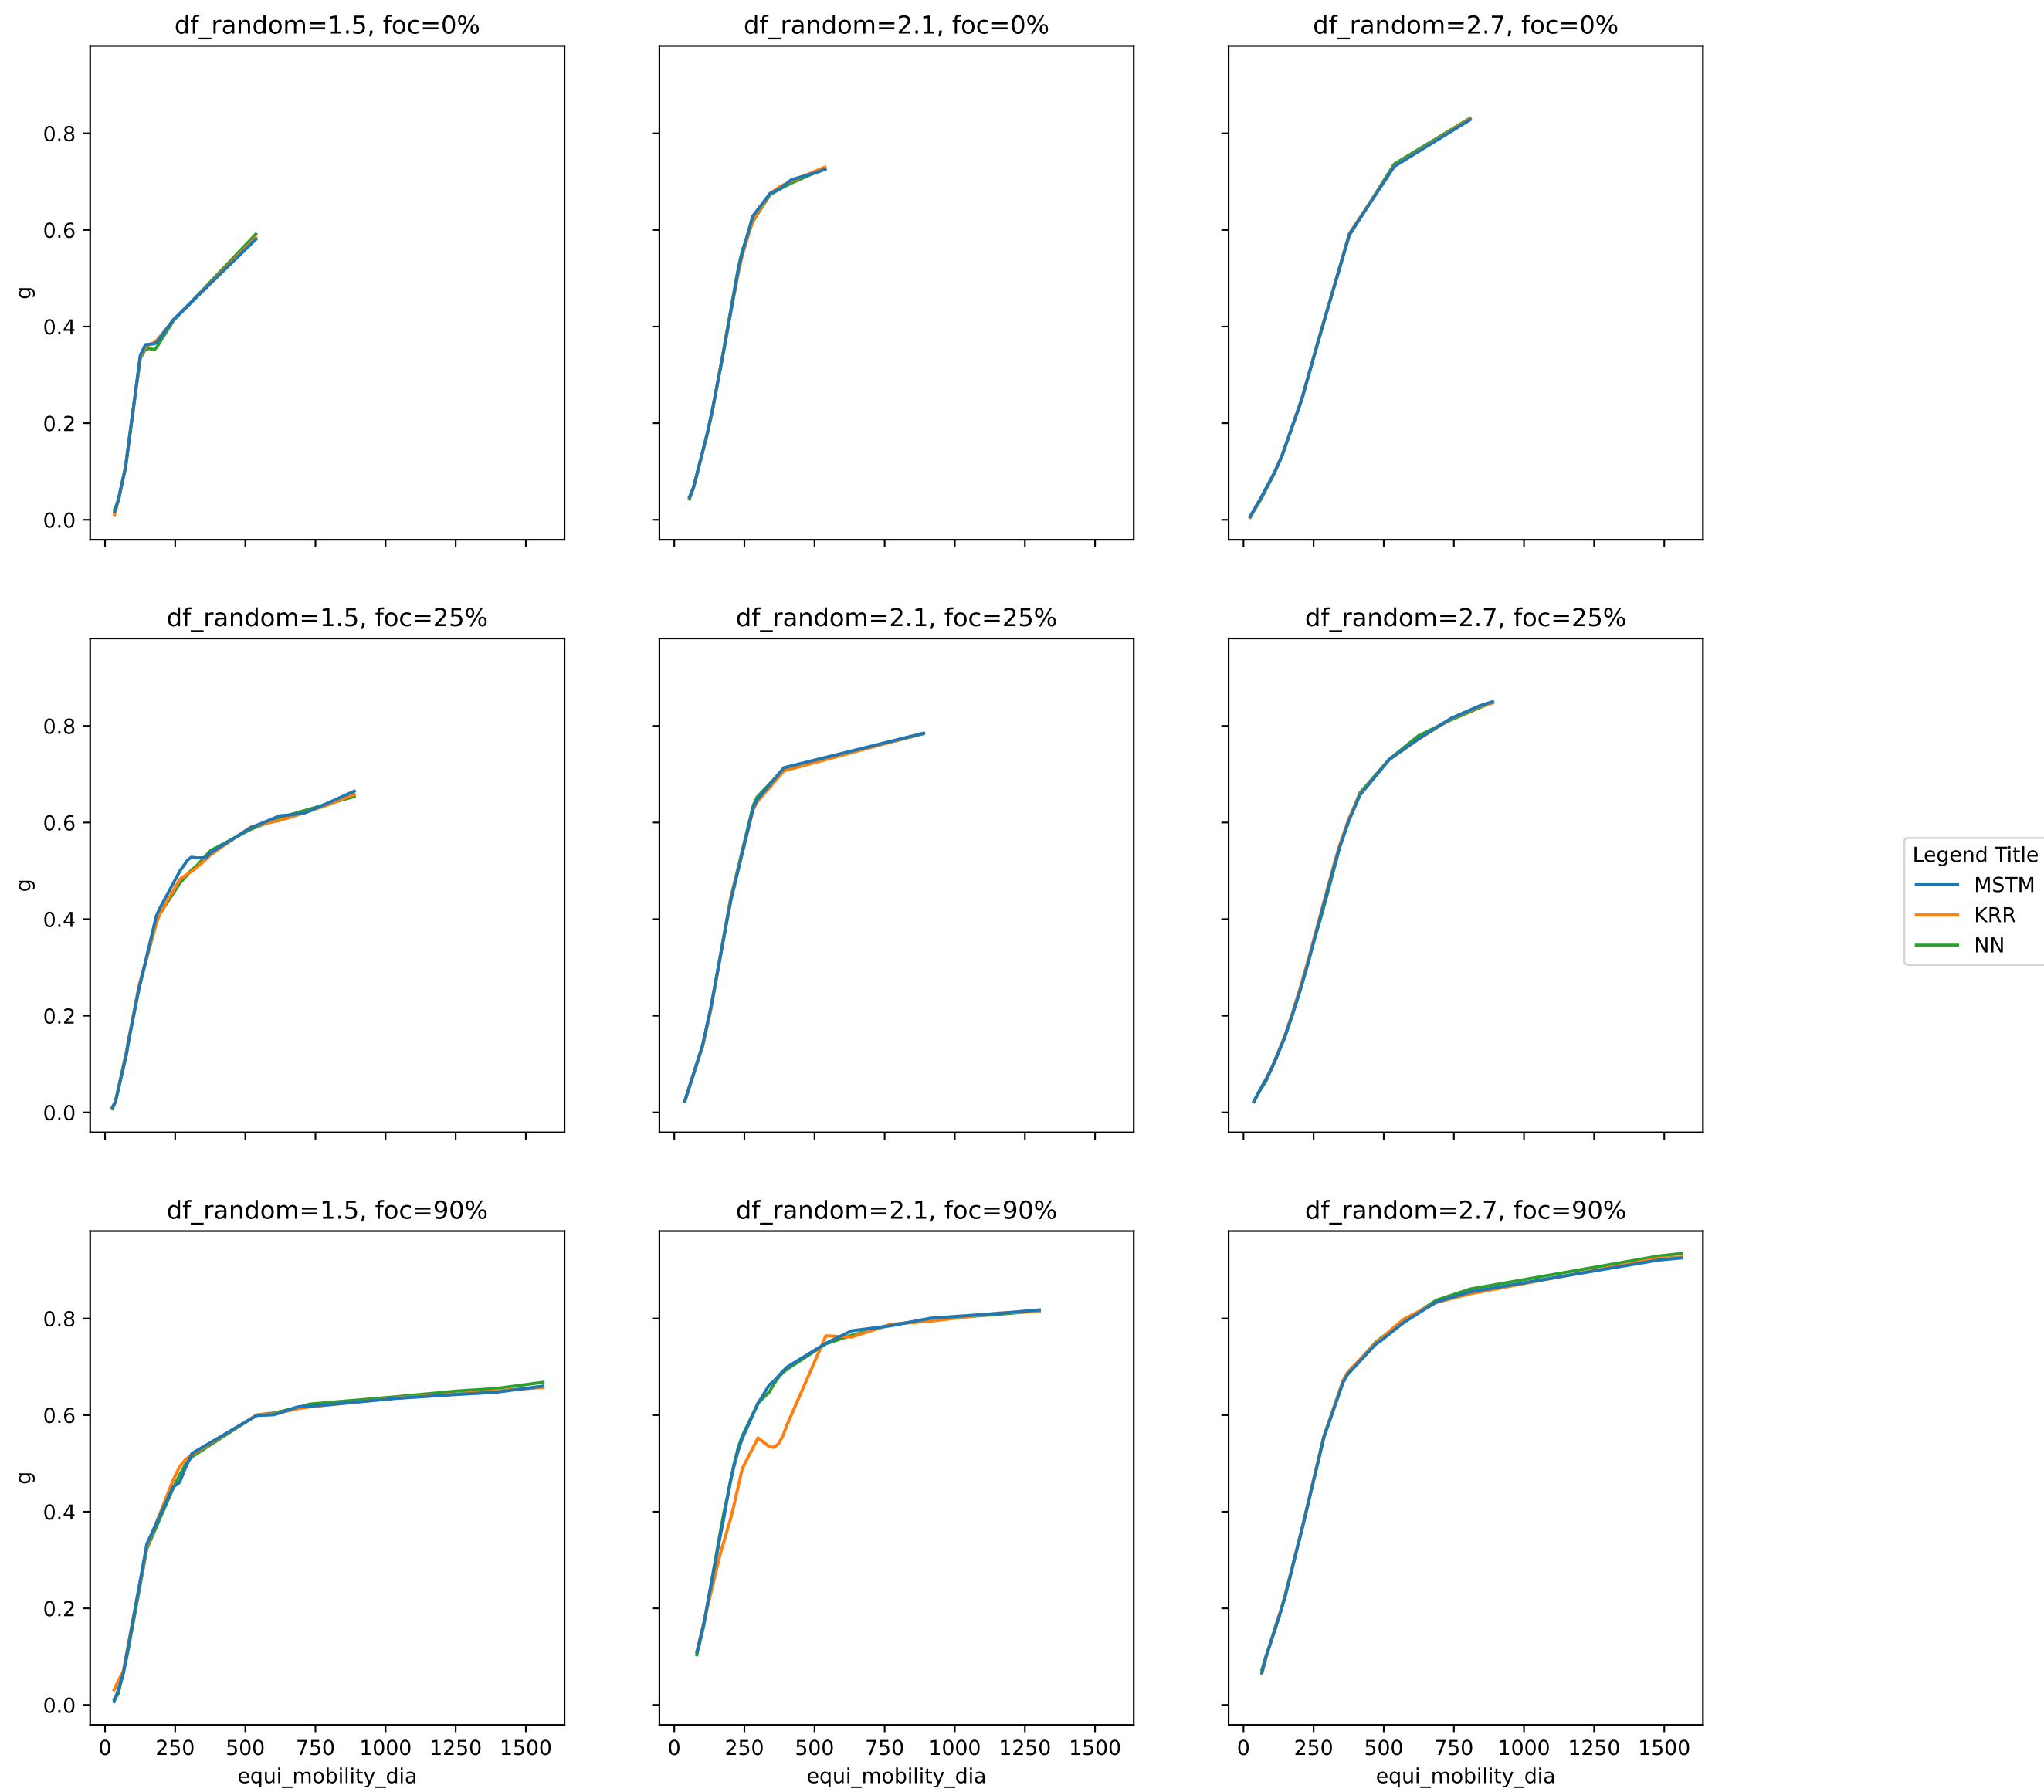 df_random=1.5, foc=0%
df_random=2.1, foc=0%
df_random=2.7, foc=0%
0.8
0.6
0.4
0.2
0.0
g
df_random=1.5, foc=25%
df_random=2.1, foc=25%
df_random=2.7, foc=25%
0.8
0.6
0.4
0.2
0.0
g
Legend Title
MSTM
KRR
NN
df_random=1.5, foc=90%
df_random=2.1, foc=90%
df_random=2.7, foc=90%
0.8
0.6
0.4
0.2
0.0
g
0 250 500 750 1000 1250 1500
0 250 500 750 1000 1250 1500
0 250 500 750 1000 1250 1500
equi_mobility_dia
equi_mobility_dia
equi_mobility_dia